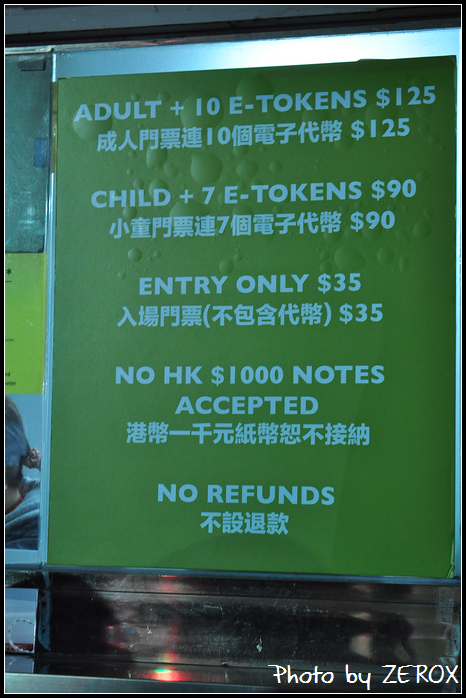 ADULT + 10 E-TOKENS $125
成人門票連10個電子代幣 $125
CHILD + 7 E-TOKENS $90
小童門票連7個電子代幣 $90
ENTRY ONLY $35
入場門票(不包含代幣) $35
NO HK $1000 NOTES
ACCEPTED
港幣一千元紙幣恕不接納
NO REFUNDS
不設退款
Photo by ZEROX